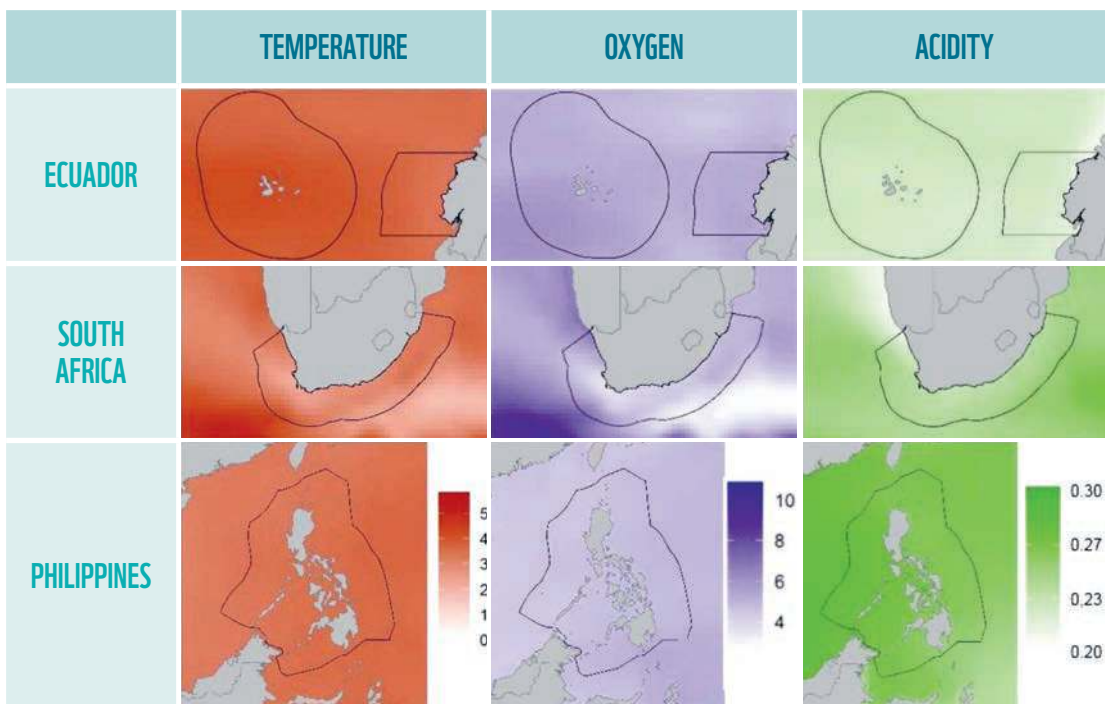 TEMPERATURE
OXYGEN
ACIDITY
ECUADOR
SOUTH
AFRICA
PHILIPPINES
5
4
3
2
1
0
10
8
6
4
0.30
0.27
0,23
0.20